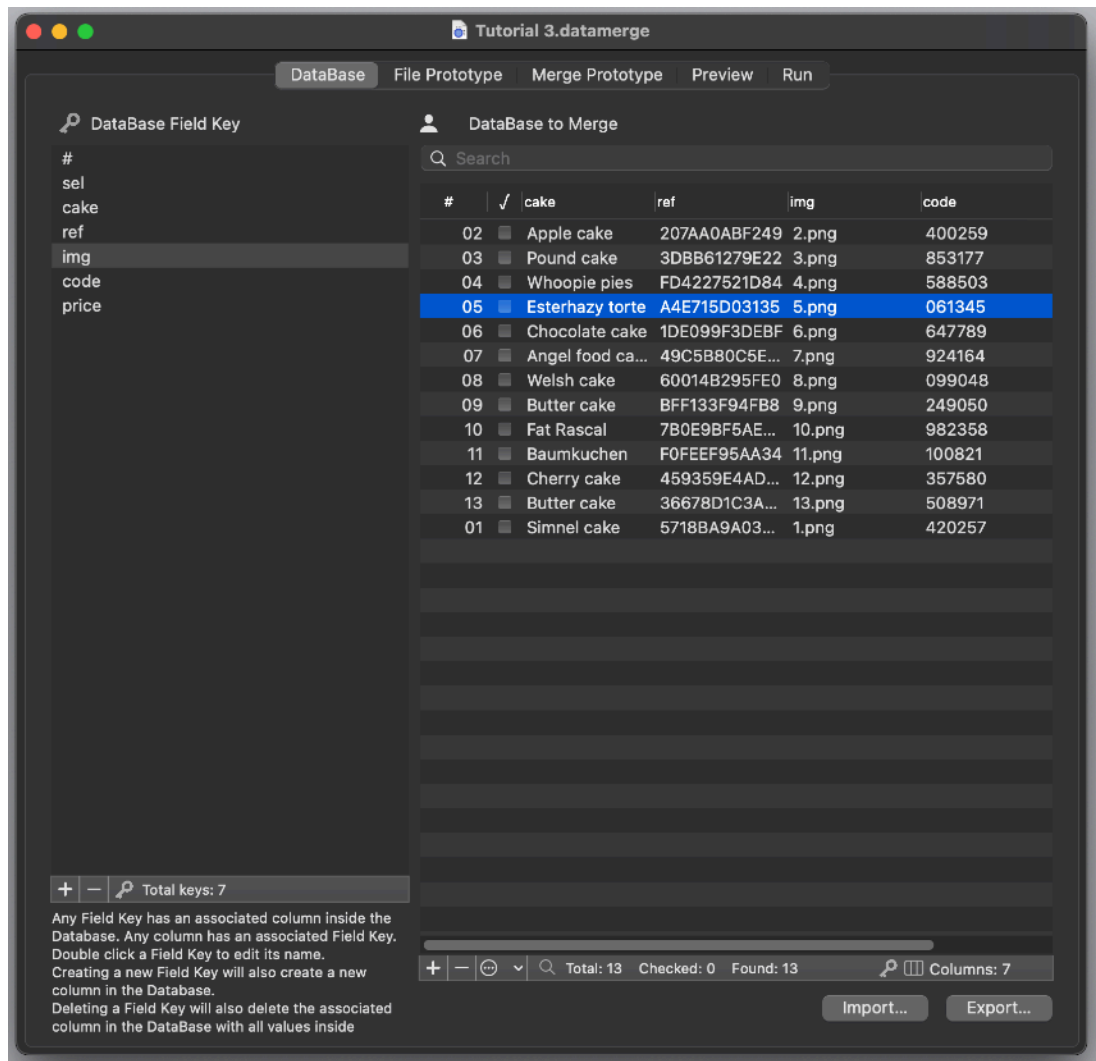 Tutorial 3.datamerge
DataBase File Prototype Merge Prototype Preview Run
DataBase Field Key
#
sel
cake
ref
img
code
price
Total keys: 7
Any Field Key has an associated column inside the
Database. Any column has an associated Field Key.
Double click a Field Key to edit its name.
Creating a new Field Key will also create a new
column in the Database.
Deleting a Field Key will also delete the associated
column in the DataBase with all values inside
DataBase to Merge
Search
# √ cake ref img code
02 Apple cake 207AA0ABF249 2.png 400259
03 Pound cake 3DBB61279E22 3.png 853177
04 Whoopie pies FD4227521D84 4.png 588503
05 Esterhazy torte A4E715D03135 5.png 061345
06 Chocolate cake 1DE099F3DEBF 6.png 647789
07 Angel food ca... 49C5B80C5E... 7.png 924164
08 Welsh cake 60014B295FE0 8.png 099048
09 Butter cake BFF133F94FB8 9.png 249050
10 Fat Rascal 7B0E9BF5AE... 10.png 982358
11 Baumkuchen F0FEEF95AA34 11.png 100821
12 Cherry cake 459359E4AD... 12.png 357580
13 Butter cake 36678D1C3A... 13.png 508971
01 Simnel cake 5718BA9A03... 1.png 420257
Total: 13 Checked: 0 Found: 13 Columns: 7
Import... Export...